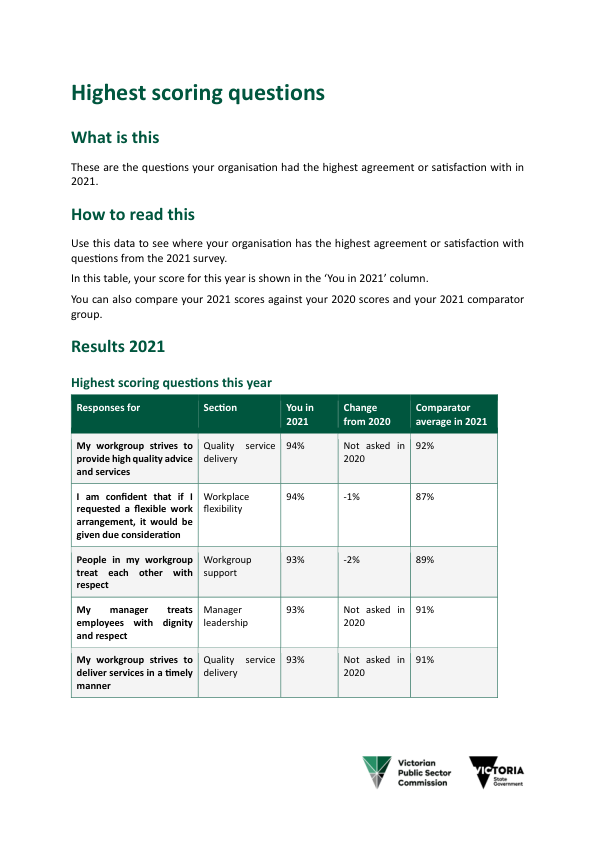 Highest scoring questions
What is this
These are the questions your organisation had the highest agreement or satisfaction with in
2021.
How to read this
Use this data to see where your organisation has the highest agreement or satisfaction with
questions from the 2021 survey.
In this table, your score for this year is shown in the ‘You in 2021’ column.
You can also compare your 2021 scores against your 2020 scores and your 2021 comparator
group.
Results 2021
Highest scoring questions this year
Responses for Section You in Change Comparator
2021 from 2020 average in 2021
My workgroup strives to Quality service 94% Not asked in 92%
provide high quality advice delivery 2020
and services
I am confident that if I Workplace 94% -1% 87%
requested a flexible work flexibility
arrangement, it would be
given due consideration
People in my workgroup Workgroup 93% -2% 89%
treat each other with support
respect
My manager treats Manager 93% Not asked in 91%
employees with dignity leadership 2020
and respect
My workgroup strives to Quality service 93% Not asked in 91%
deliver services in a timely delivery 2020
manner
Victorian
Public Sector
Commission
VICTORIA
State
Government